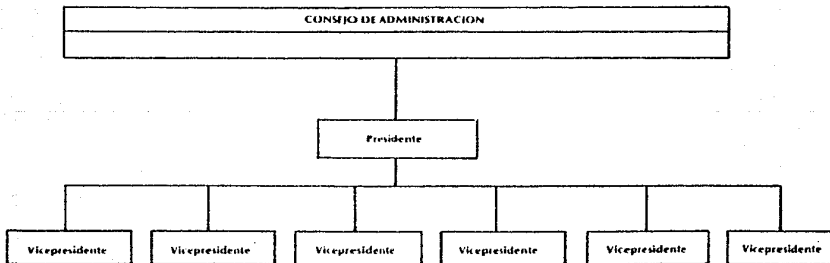 CONSEJO DE ADMINISTRACION
Presidente
Vicepresidente Vicepresidente Vicepresidente Vicepresidente Vicepresidente Vicepresidente